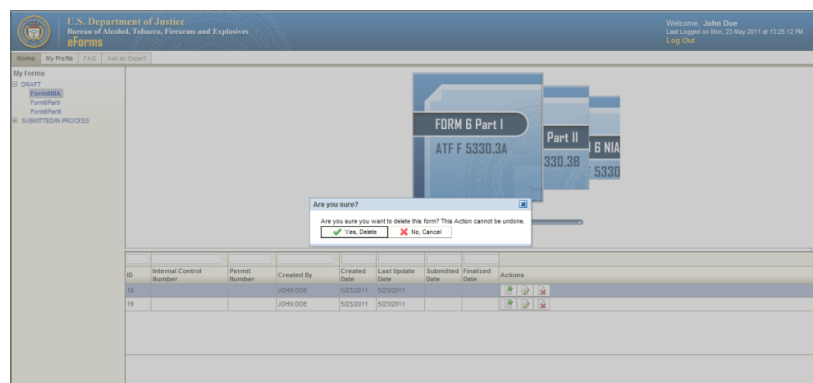 U.S. Department of Justice
Bureau of Alcohol, Tobacco, Firearms and Explosives
eForms
Welcome, John Doe
Last Logged on Mon, 23 May 2011 at 13:25:12 PM
Log Out
Home My Profile FAQ Ask an Expert
My Forms
DRAFT
Form6NIA
Form6PartI
Form6PartII
SUBMITTED/IN PROCESS
FORM 6 Part I
ATF F 5330.3A
Part II
330.3B
6 NIA
5330
Are you sure?
Are you sure you want to delete this form? This Action cannot be undone.
Yes, Delete No, Cancel
ID Internal Control Number Permit Number Created By Created Date Last Update Date Submitted Date Finalized Date Actions
18 JOHN DOE 5/23/2011 5/23/2011
19 JOHN DOE 5/23/2011 5/23/2011